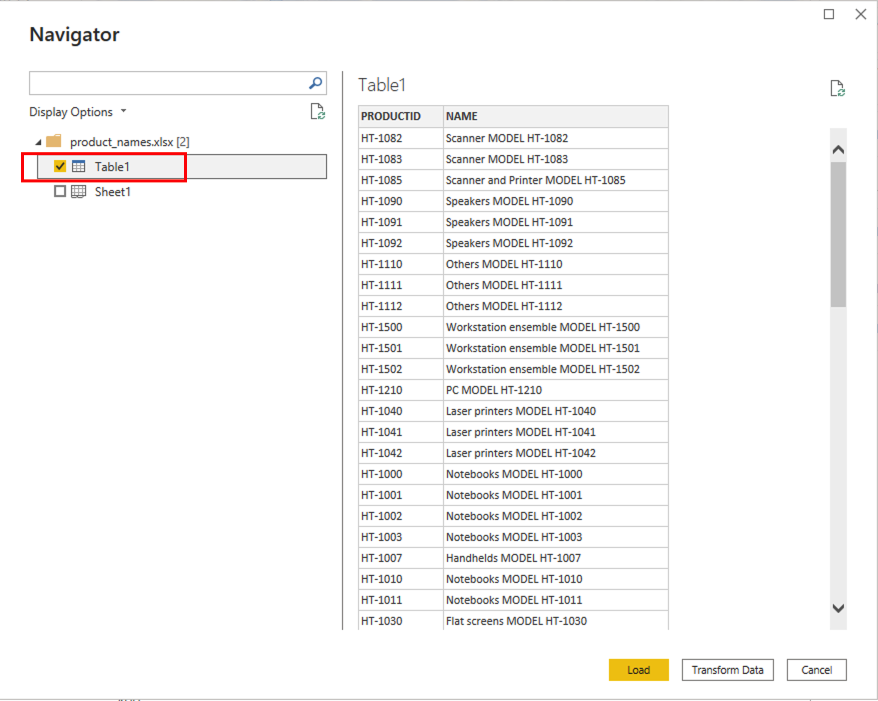 Navigator
Display Options
product_names.xlsx [2]
Table1
Sheet1
Table1
PRODUCTID NAME
HT-1082 Scanner MODEL HT-1082
HT-1083 Scanner MODEL HT-1083
HT-1085 Scanner and Printer MODEL HT-1085
HT-1090 Speakers MODEL HT-1090
HT-1091 Speakers MODEL HT-1091
HT-1092 Speakers MODEL HT-1092
HT-1110 Others MODEL HT-1110
HT-1111 Others MODEL HT-1111
HT-1112 Others MODEL HT-1112
HT-1500 Workstation ensemble MODEL HT-1500
HT-1501 Workstation ensemble MODEL HT-1501
HT-1502 Workstation ensemble MODEL HT-1502
HT-1210 PC MODEL HT-1210
HT-1040 Laser printers MODEL HT-1040
HT-1041 Laser printers MODEL HT-1041
HT-1042 Laser printers MODEL HT-1042
HT-1000 Notebooks MODEL HT-1000
HT-1001 Notebooks MODEL HT-1001
HT-1002 Notebooks MODEL HT-1002
HT-1003 Notebooks MODEL HT-1003
HT-1007 Handhelds MODEL HT-1007
HT-1010 Notebooks MODEL HT-1010
HT-1011 Notebooks MODEL HT-1011
HT-1030 Flat screens MODEL HT-1030
Load Transform Data Cancel